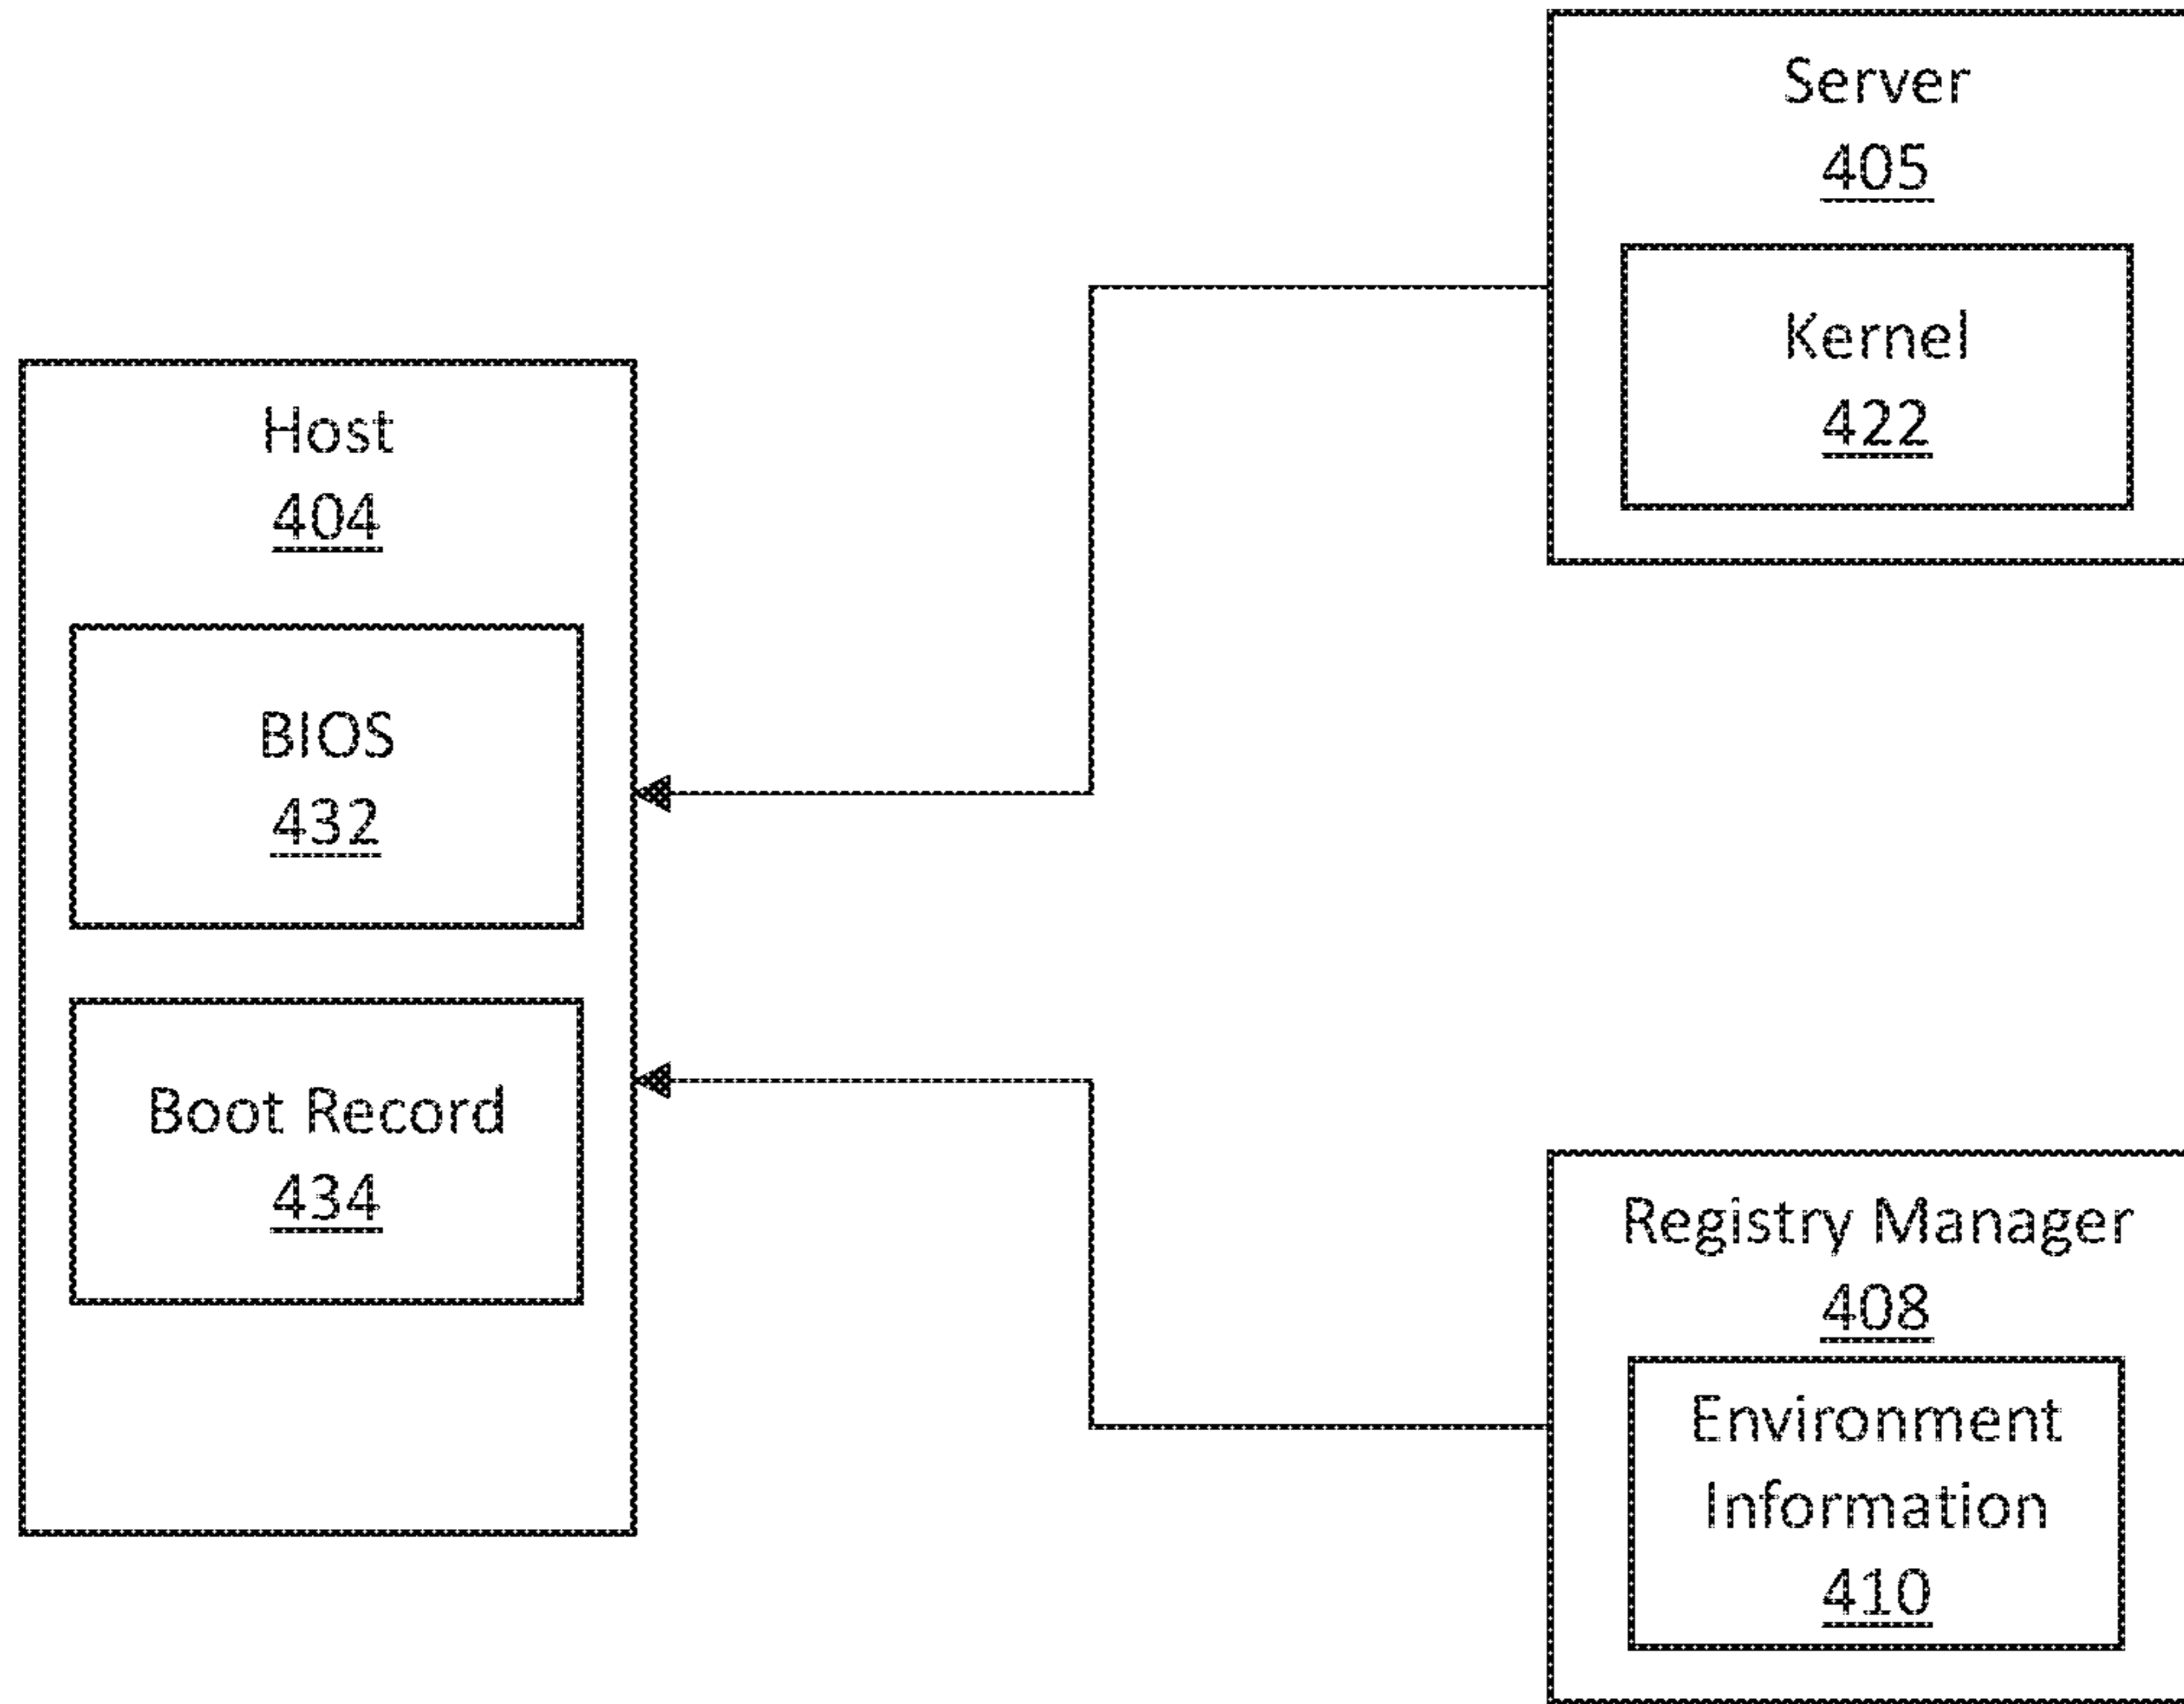 Server
405
Kernel
422
Host
404
BIOS
432
Boot Record
434
Registry Manager
408
Environment
Information
410